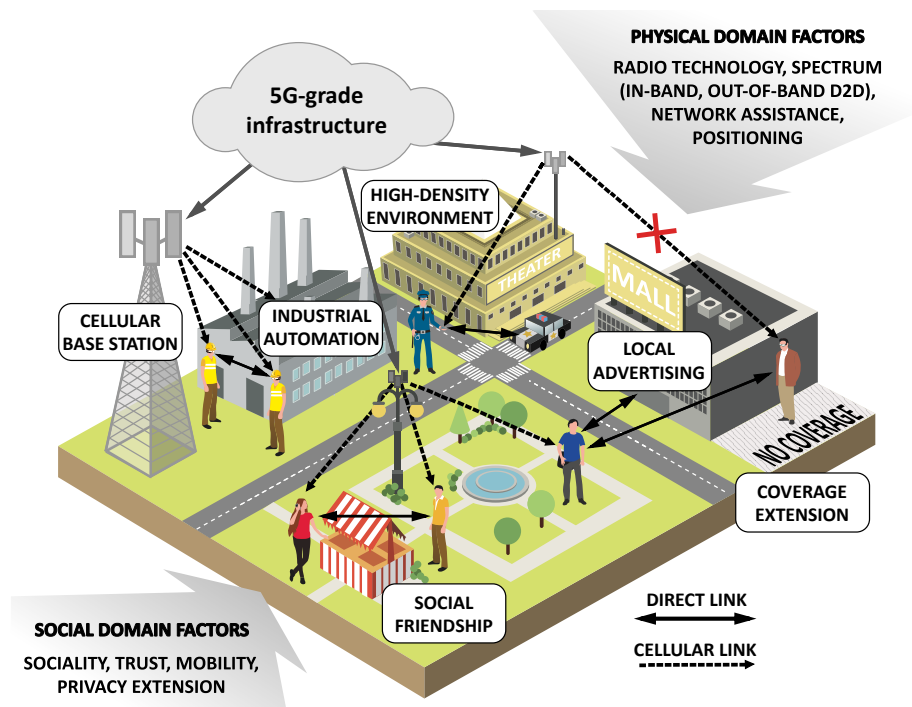 PHYSICAL DOMAIN FACTORS
RADIO TECHNOLOGY, SPECTRUM
(IN-BAND, OUT-OF-BAND D2D),
NETWORK ASSISTANCE,
POSITIONING
5G-grade
infrastructure
HIGH-DENSITY
ENVIRONMENT
THEATER
MALL
CELLULAR
BASE STATION
INDUSTRIAL
AUTOMATION
LOCAL
ADVERTISING
NO COVERAGE
COVERAGE
EXTENSION
SOCIAL
FRIENDSHIP
DIRECT LINK
CELLULAR LINK
SOCIAL DOMAIN FACTORS
SOCIALITY, TRUST, MOBILITY,
PRIVACY EXTENSION